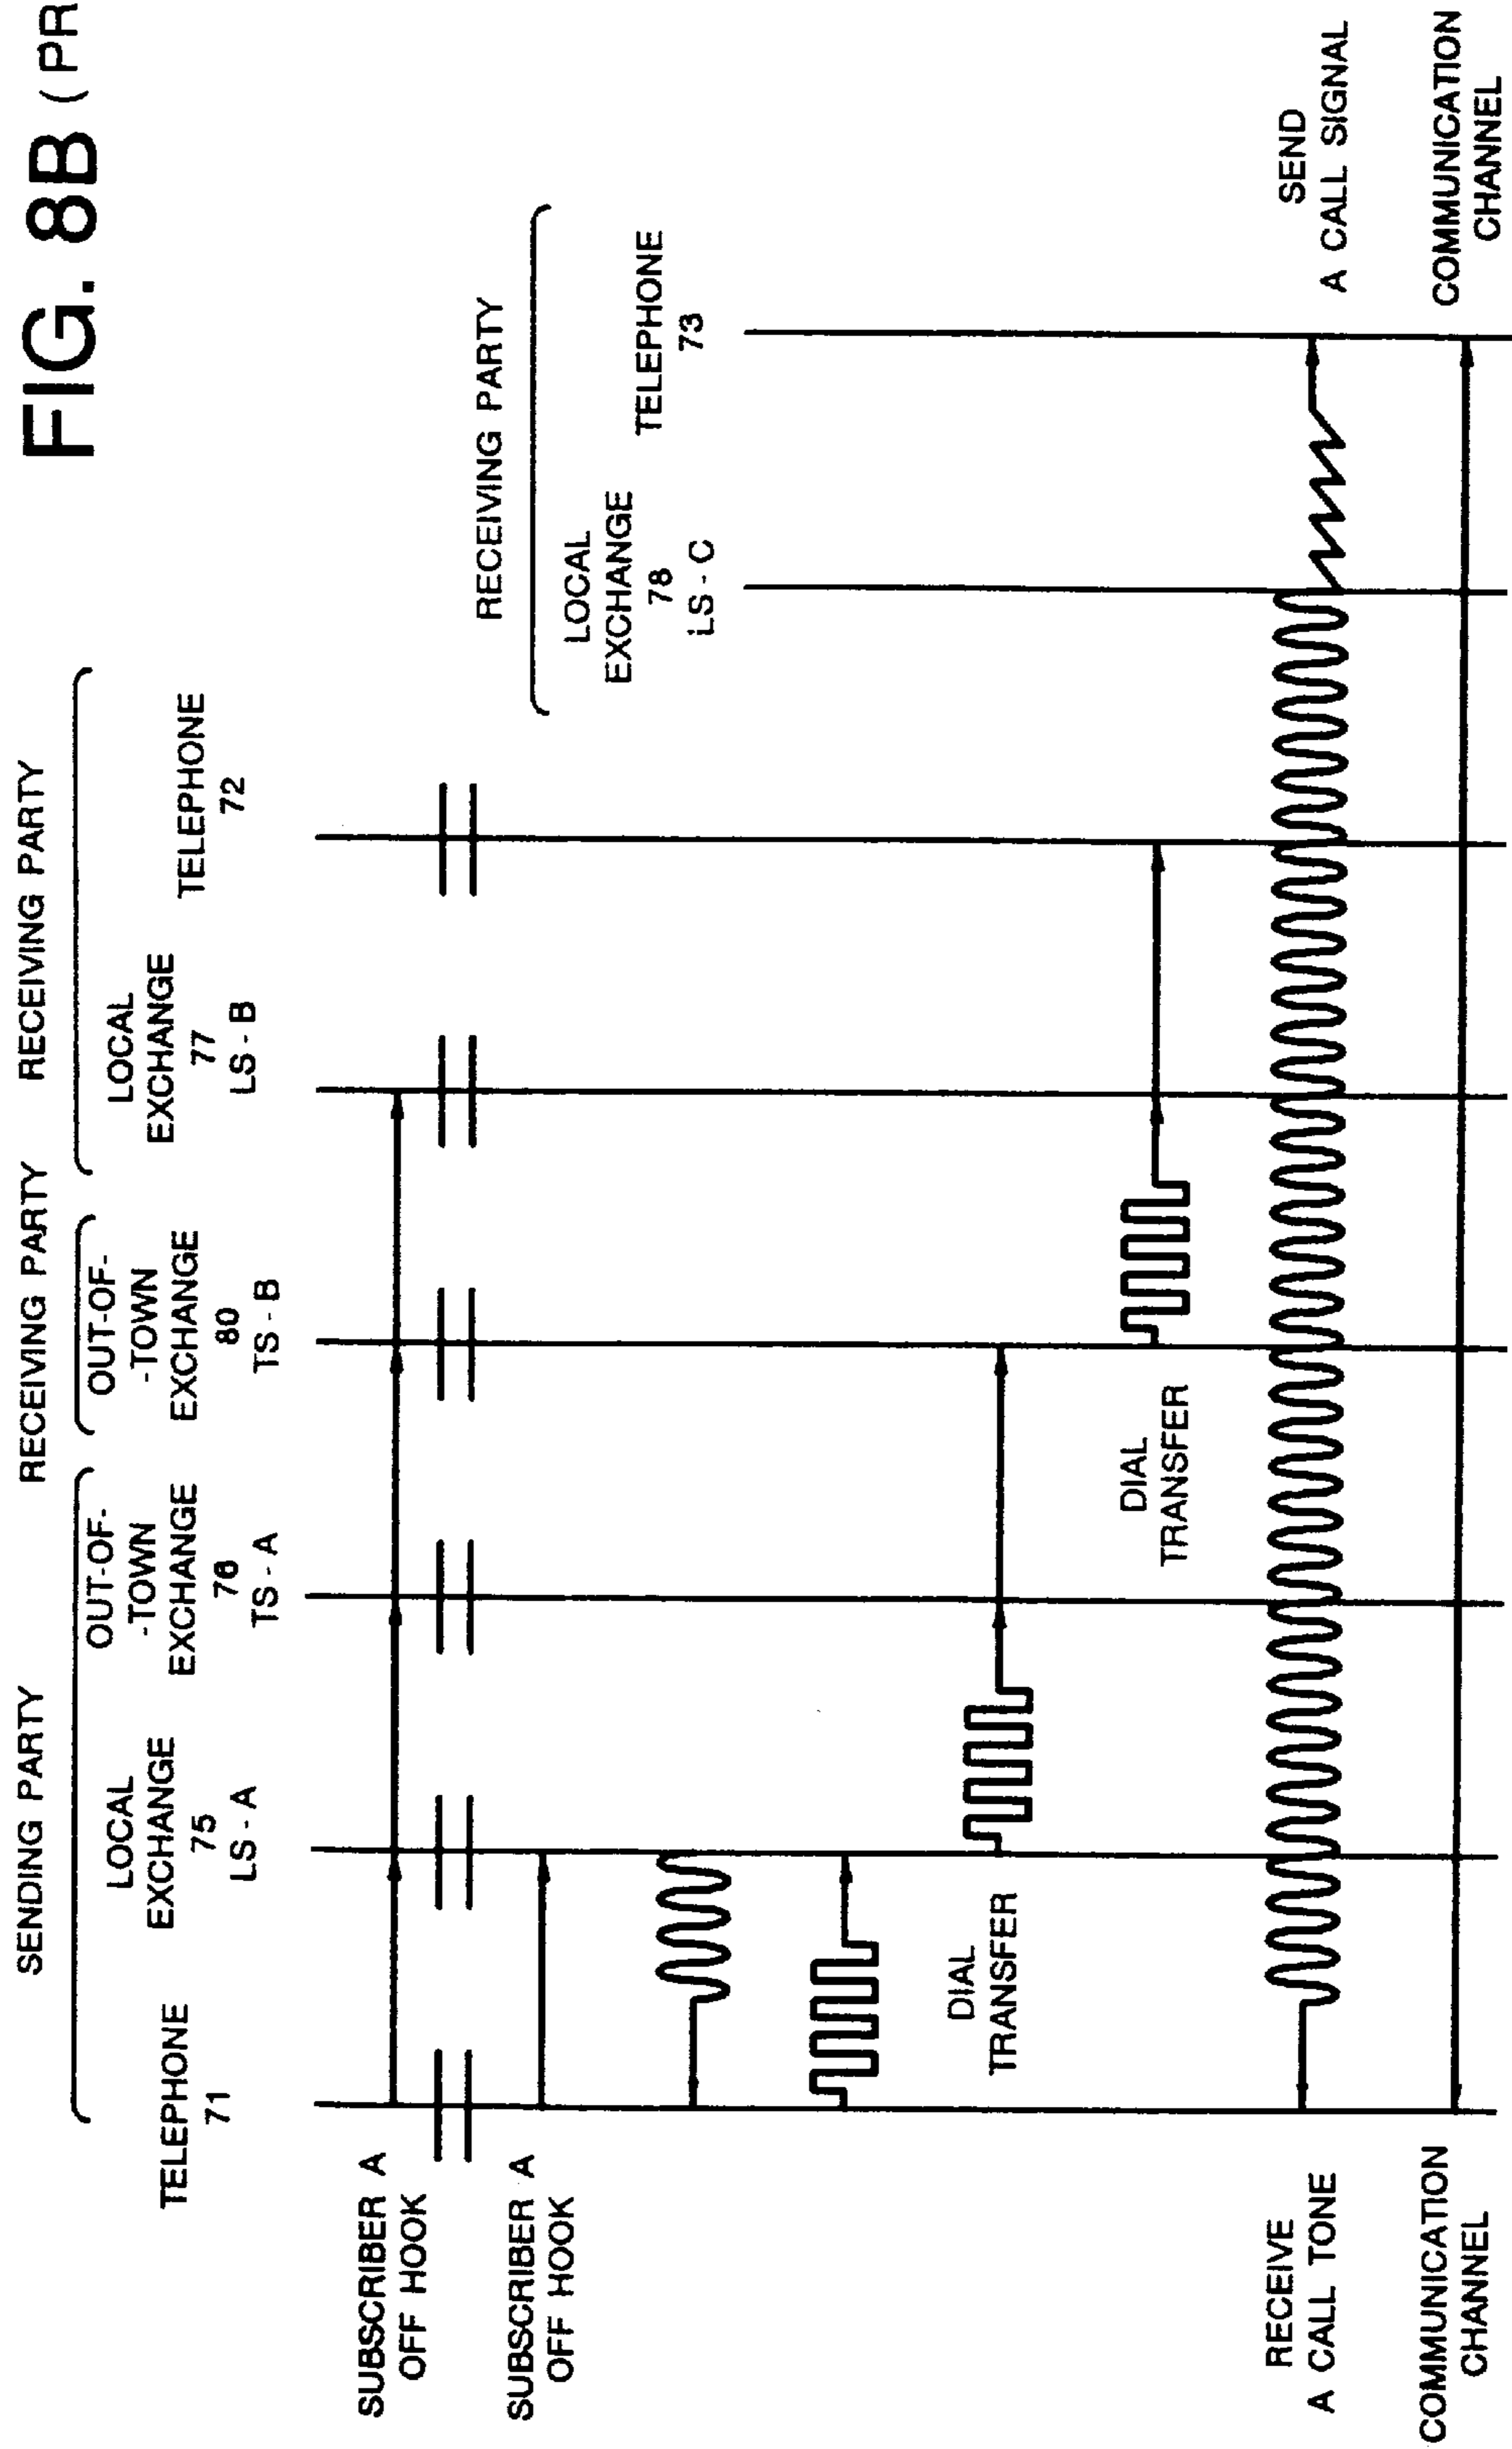 FIG. 8B ( PR
SENDING PARTY
RECEIVING PARTY
RECEIVING PARTY
TELEPHONE
71
LOCAL
EXCHANGE
75
LS - A
OUT-OF-
-TOWN
EXCHANGE
76
TS - A
OUT-OF-
-TOWN
EXCHANGE
80
TS - B
LOCAL
EXCHANGE
77
LS - B
TELEPHONE
72
RECEIVING PARTY
LOCAL
EXCHANGE
78
LS - C
TELEPHONE
73
SUBSCRIBER A
OFF HOOK
SUBSCRIBER A
OFF HOOK
DIAL
TRANSFER
DIAL
TRANSFER
RECEIVE
A CALL TONE
SEND
A CALL SIGNAL
COMMUNICATION
CHANNEL
COMMUNICATION
CHANNEL